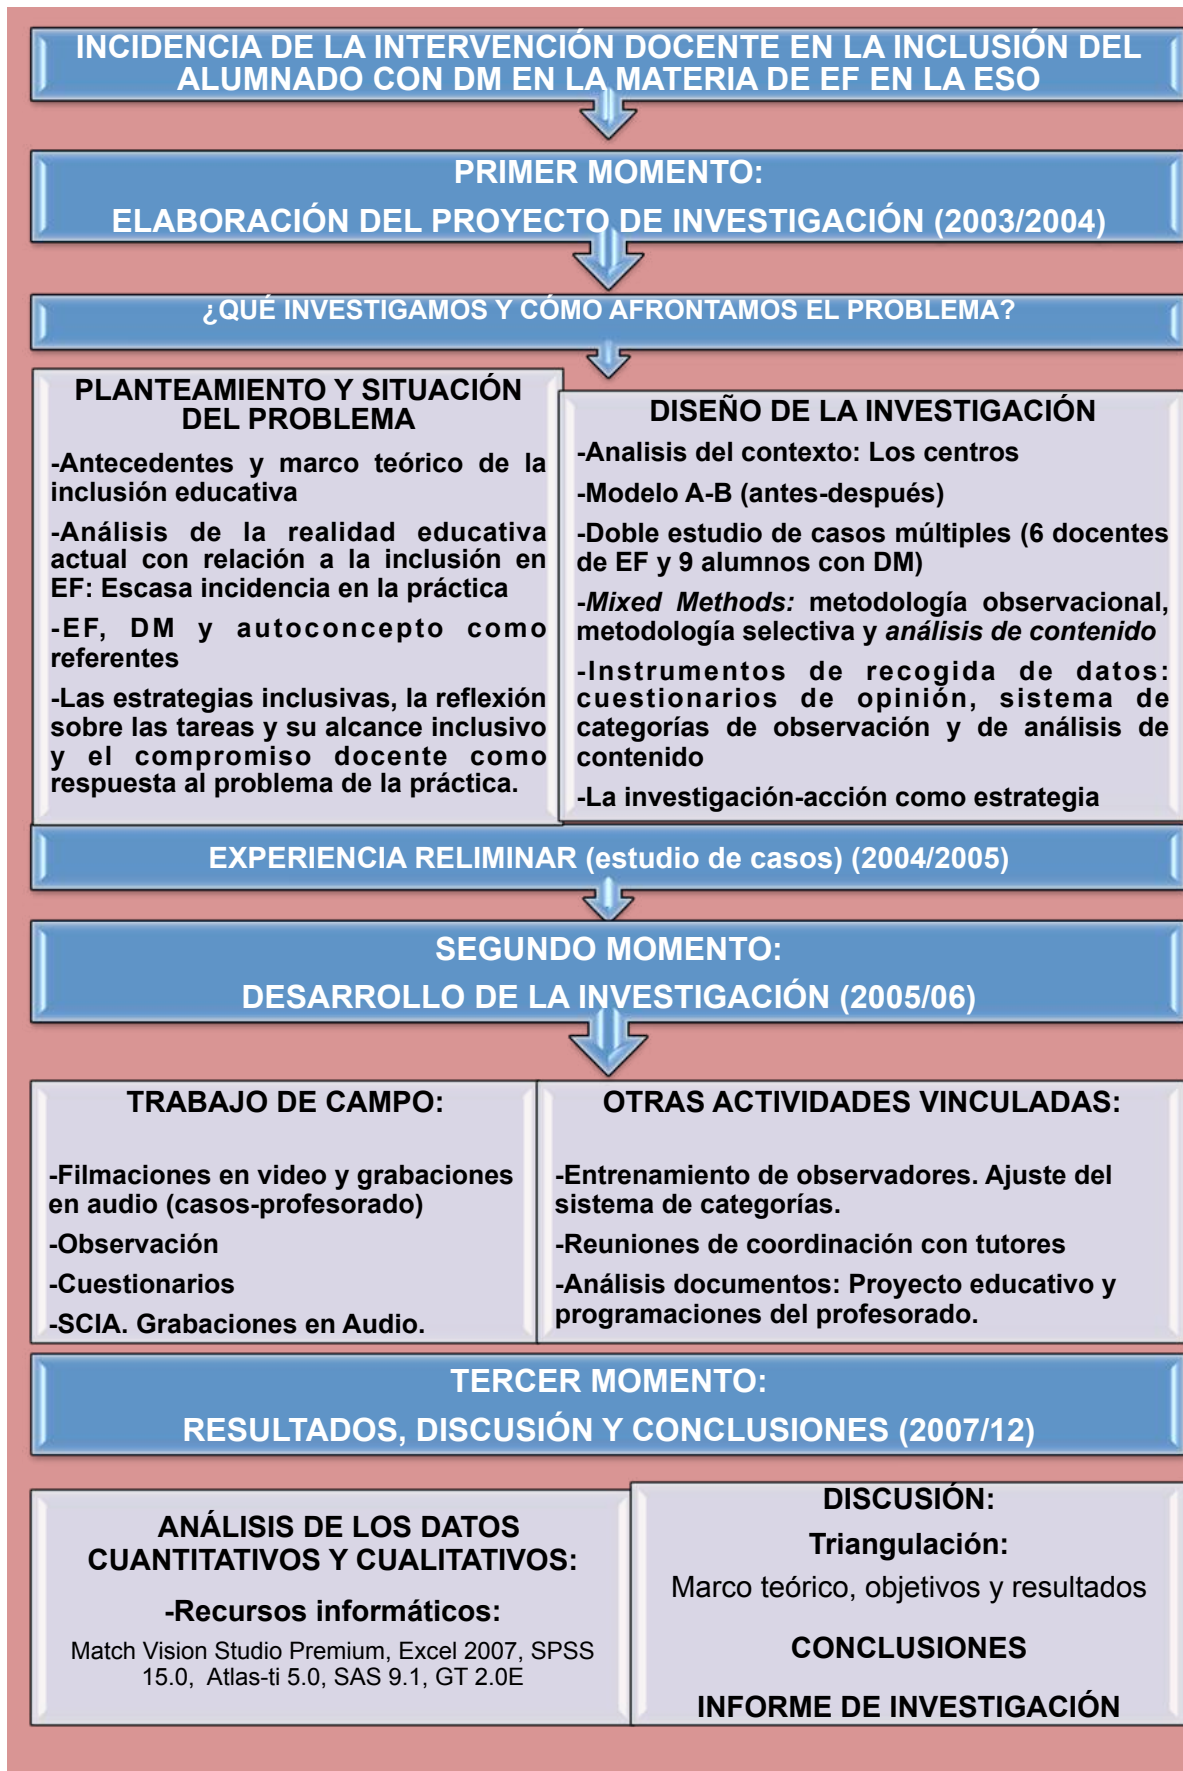 INCIDENCIA DE LA INTERVENCIÓN DOCENTE EN LA INCLUSIÓN DEL
ALUMNADO CON DM EN LA MATERIA DE EF EN LA ESO
PRIMER MOMENTO:
ELABORACIÓN DEL PROYECTO DE INVESTIGACIÓN (2003/2004)
¿QUÉ INVESTIGAMOS Y CÓMO AFRONTAMOS EL PROBLEMA?
PLANTEAMIENTO Y SITUACIÓN
DEL PROBLEMA
-Antecedentes y marco teórico de la
inclusión educativa
-Análisis de la realidad educativa
actual con relación a la inclusión en
EF: Escasa incidencia en la práctica
-EF, DM y autoconcepto como
referentes
-Las estrategias inclusivas, la reflexión
sobre las tareas y su alcance inclusivo
y el compromiso docente como
respuesta al problema de la práctica.
DISEÑO DE LA INVESTIGACIÓN
-Analisis del contexto: Los centros
-Modelo A-B (antes-después)
-Doble estudio de casos múltiples (6 docentes
de EF y 9 alumnos con DM)
-Mixed Methods: metodología observacional,
metodología selectiva y análisis de contenido
-Instrumentos de recogida de datos:
cuestionarios de opinión, sistema de
categorías de observación y de análisis de
contenido
-La investigación-acción como estrategia
EXPERIENCIA RELIMINAR (estudio de casos) (2004/2005)
SEGUNDO MOMENTO:
DESARROLLO DE LA INVESTIGACIÓN (2005/06)
TRABAJO DE CAMPO:
-Filmaciones en video y grabaciones
en audio (casos-profesorado)
-Observación
-Cuestionarios
-SCIA. Grabaciones en Audio.
OTRAS ACTIVIDADES VINCULADAS:
-Entrenamiento de observadores. Ajuste del
sistema de categorías.
-Reuniones de coordinación con tutores
-Análisis documentos: Proyecto educativo y
programaciones del profesorado.
TERCER MOMENTO:
RESULTADOS, DISCUSIÓN Y CONCLUSIONES (2007/12)
ANÁLISIS DE LOS DATOS
CUANTITATIVOS Y CUALITATIVOS:
-Recursos informáticos:
Match Vision Studio Premium, Excel 2007, SPSS
15.0, Atlas-ti 5.0, SAS 9.1, GT 2.0E
DISCUSIÓN:
Triangulación:
Marco teórico, objetivos y resultados
CONCLUSIONES
INFORME DE INVESTIGACIÓN